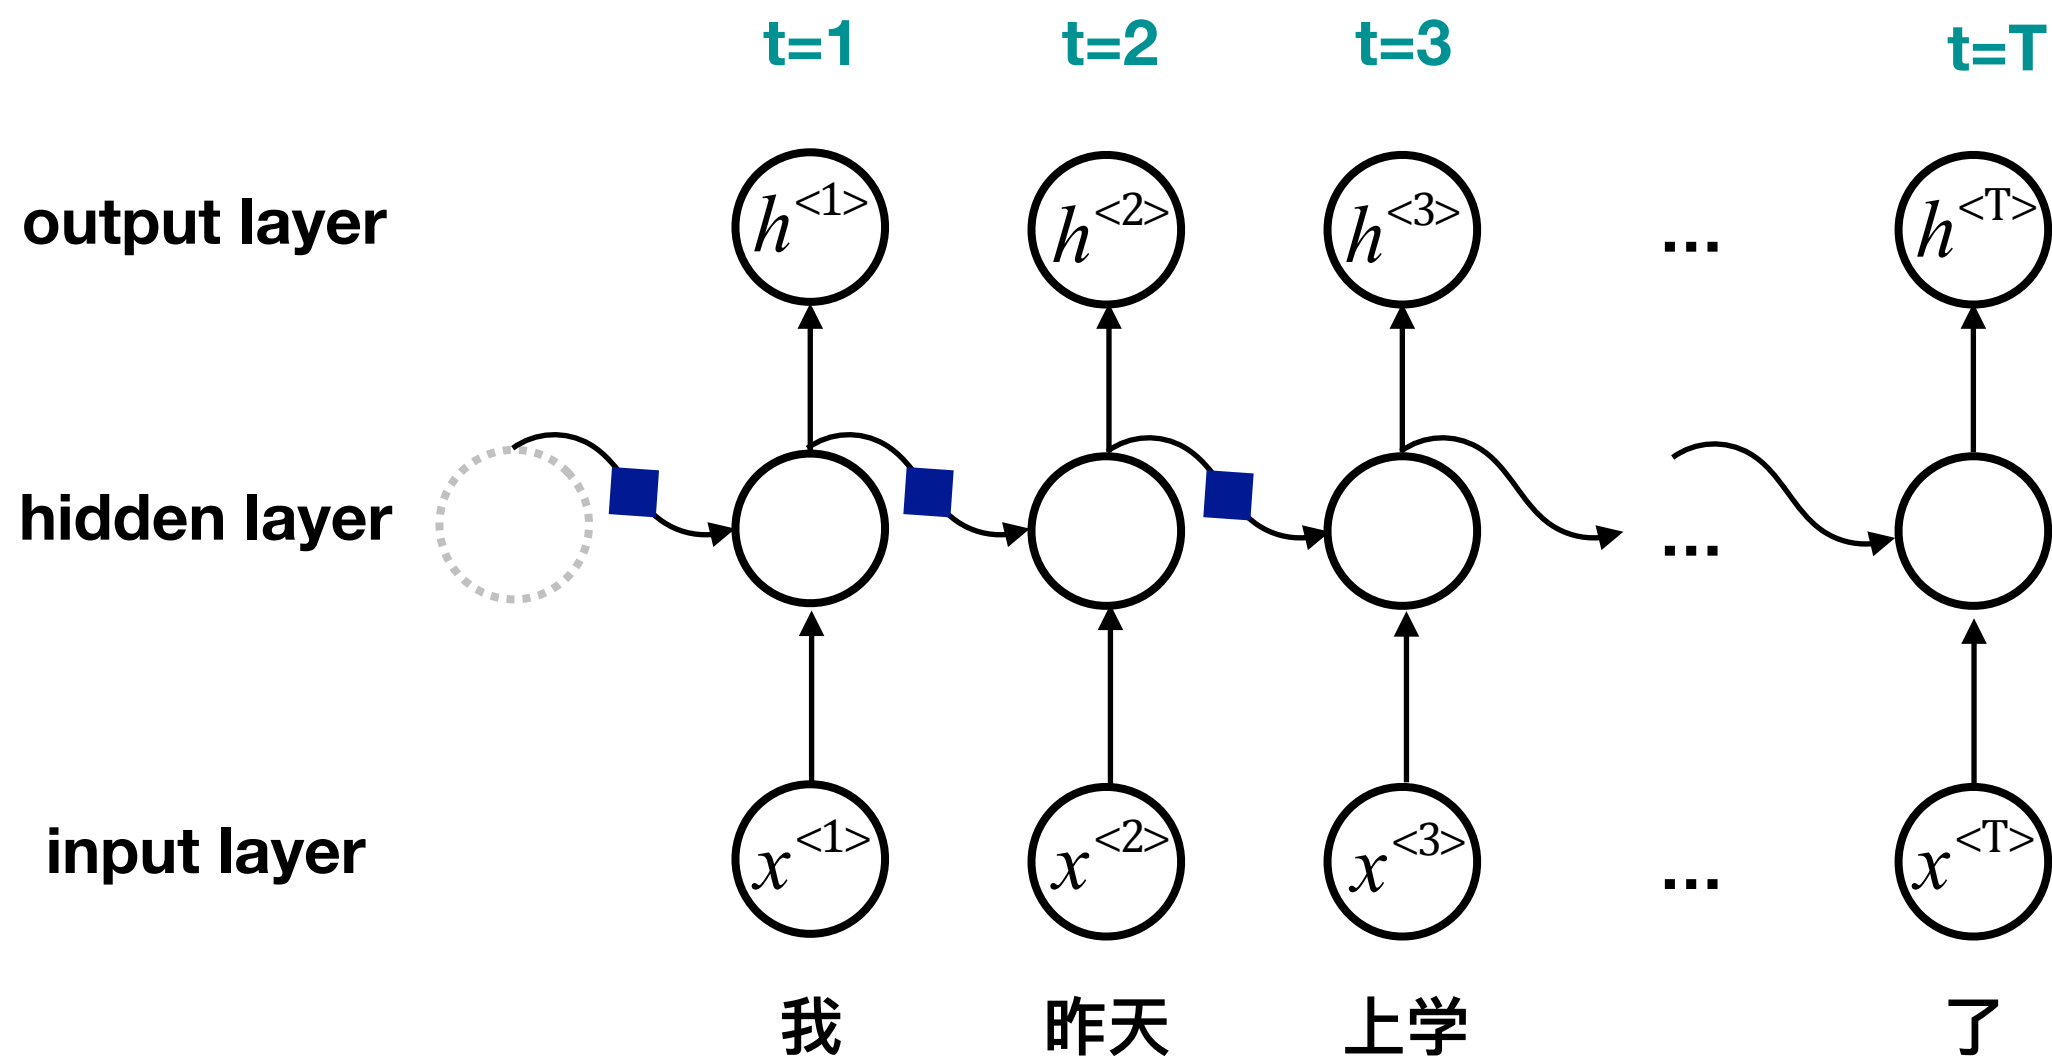 t=1 t=2 t=3 t=T
output layer h<1> h<2> h<3> ... h<T>
hidden layer ...
input layer x<1> x<2> x<3> ... x<T>
我 昨天 上学 了